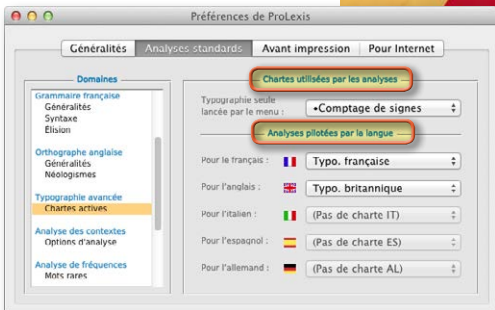 Préférences de ProLexis
Généralités Analyses standards Avant impression Pour Internet
Domaines
Grammaire française
Généralités
Syntaxe
Élision
Orthographe anglaise
Généralités
Néologismes
Typographie avancée
Chartes actives
Analyse des contextes
Options d'analyse
Analyse de fréquences
Mots rares
Chartes utilisées par les analyses
Typographie seule
lancée par le menu : •Comptage de signes
Analyses pilotées par la langue
Pour le français : Typo. française
Pour l'anglais : Typo. britannique
Pour l'italien : (Pas de charte IT)
Pour l'espagnol : (Pas de charte ES)
Pour l'allemand : (Pas de charte AL)